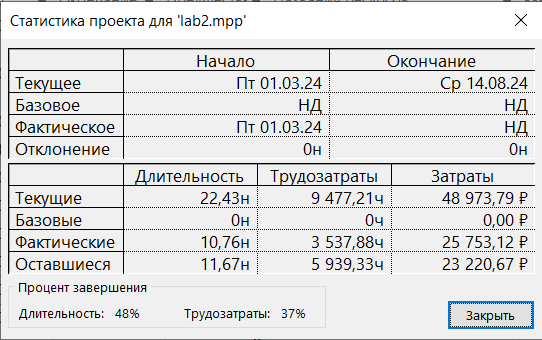 Статистика проекта для 'lab2.mpp'
Начало Окончание
Текущее Пт 01.03.24 Ср 14.08.24
Базовое НД НД
Фактическое Пт 01.03.24 НД
Отклонение 0н 0н
Длительность Трудозатраты Затраты
Текущие 22,43н 9 477,21ч 48 973,79 ₽
Базовые 0н 0ч 0,00 ₽
Фактические 10,76н 3 537,88ч 25 753,12 ₽
Оставшиеся 11,67н 5 939,33ч 23 220,67 ₽
Процент завершения
Длительность: 48% Трудозатраты: 37%
Закрыть